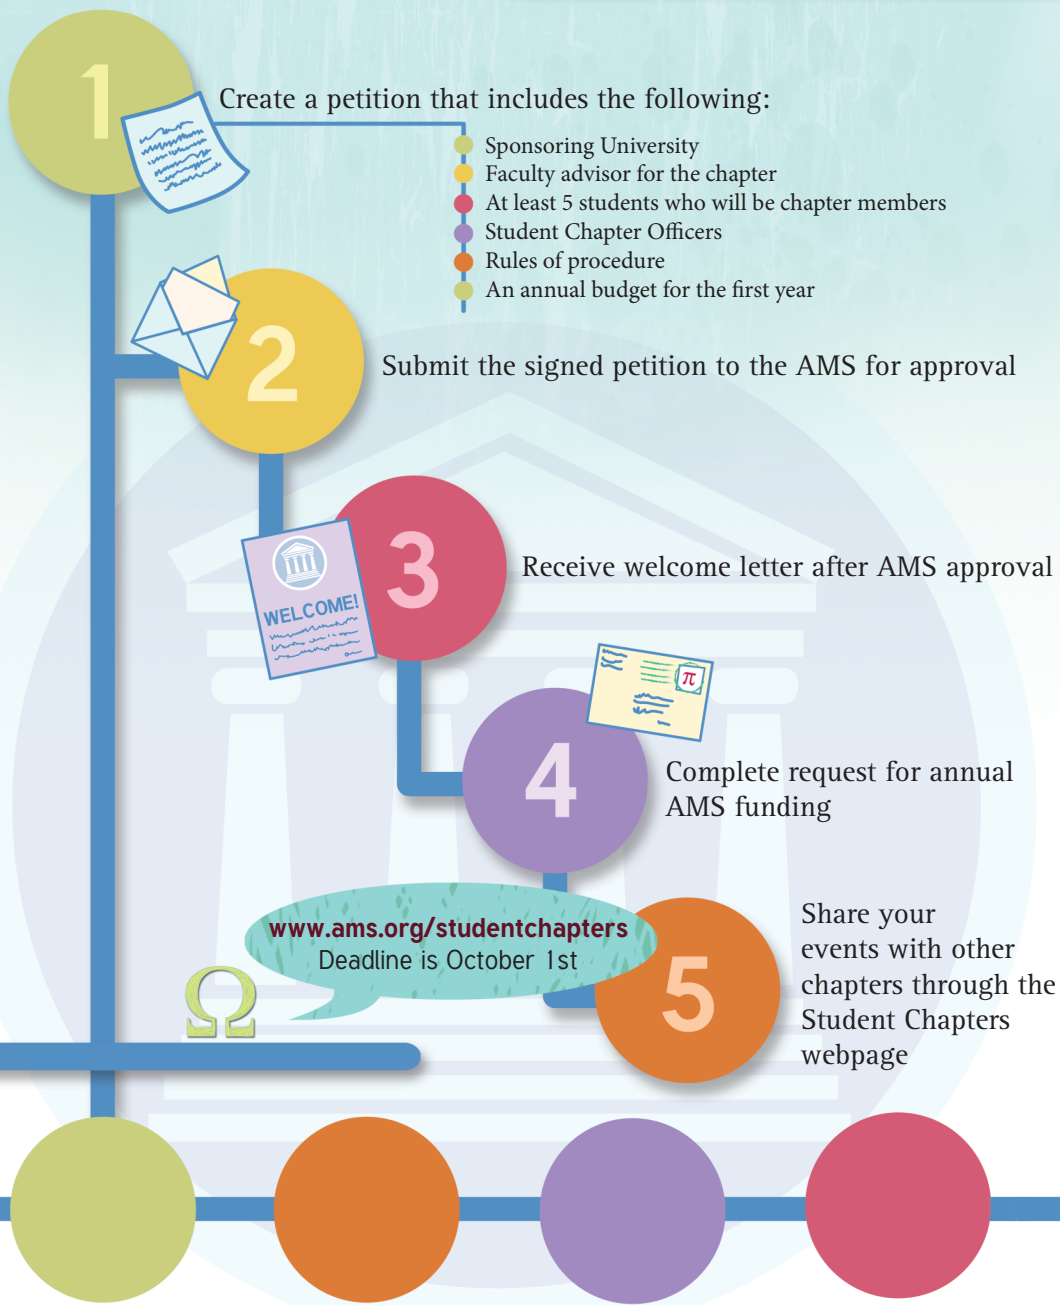 1
Create a petition that includes the following:
Sponsoring University
Faculty advisor for the chapter
At least 5 students who will be chapter members
Student Chapter Officers
Rules of procedure
An annual budget for the first year
2
Submit the signed petition to the AMS for approval
3
WELCOME!
Receive welcome letter after AMS approval
π
4
Complete request for annual
AMS funding
www.ams.org/studentchapters
Deadline is October 1st
Ω
5
Share your
events with other
chapters through the
Student Chapters
webpage